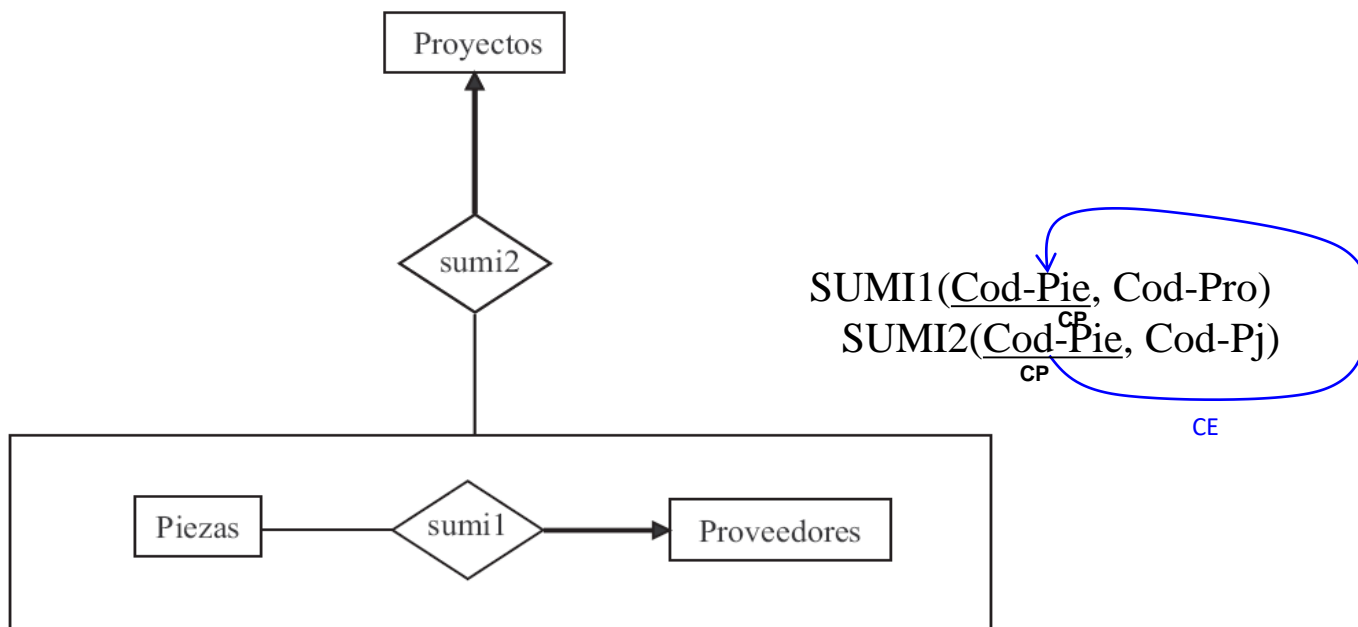 Proyectos
sumi2
SUMI1(Cod-Pie, Cod-Pro)
CP
SUMI2(Cod-Pie, Cod-Pj)
CP
CE
Piezas
sumi1
Proveedores